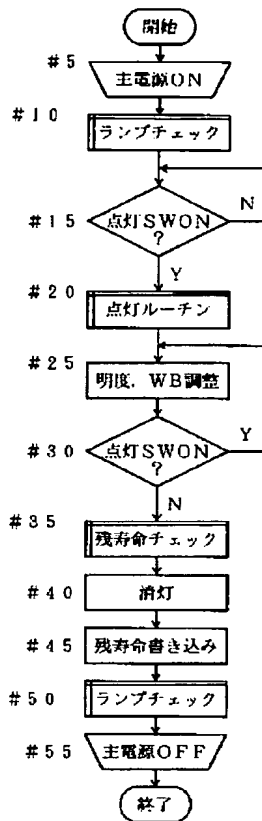 開始
#5
主電源ON
#10
ランプチェック
#15
点灯SWON
?
N
Y
#20
点灯ルーチン
#25
明度，WB調整
#30
点灯SWON
?
Y
N
#35
残寿命チェック
#40
消灯
#45
残寿命書き込み
#50
ランプチェック
#55
主電源OFF
終了